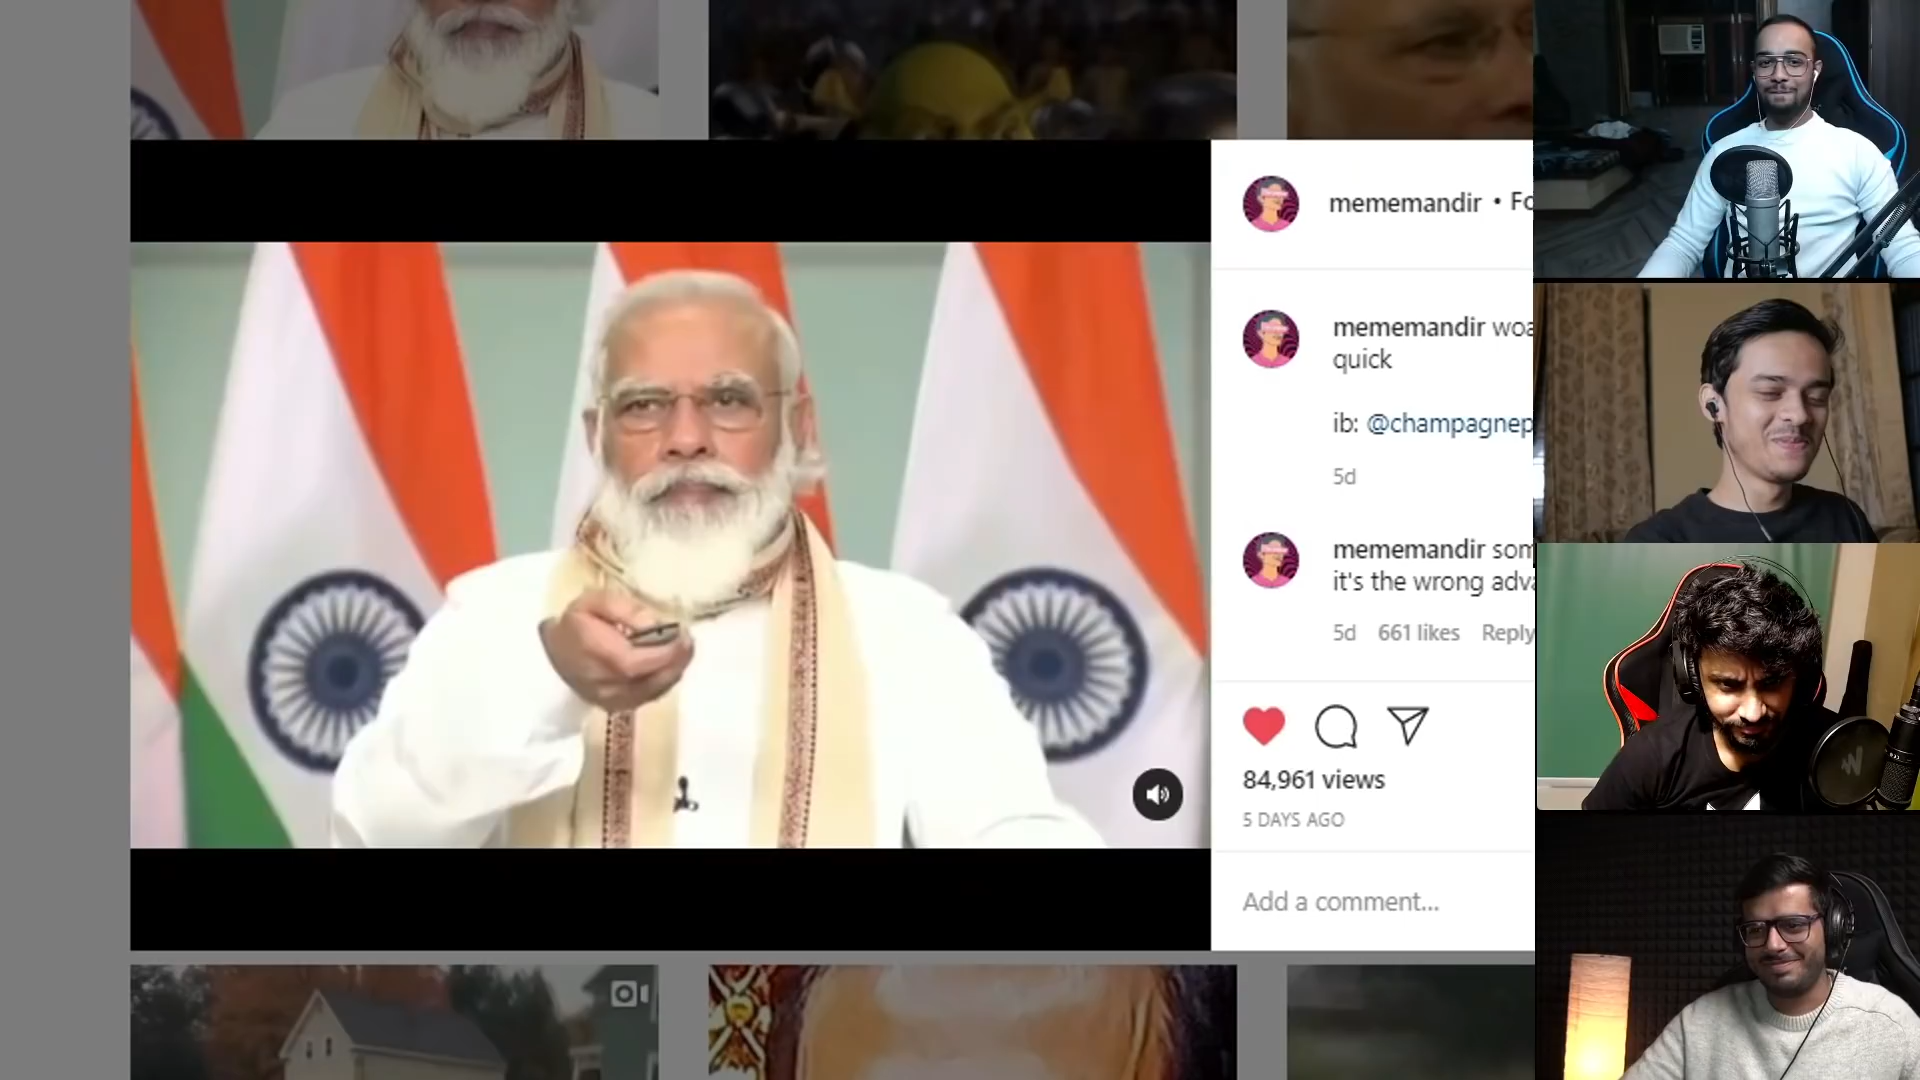 mememandir •
mememandir
quick
ib: @champagnep
5d
mememandir
it's the wrong
5d 661 likes Reply
84,961 views
5 DAYS AGO
Add a comment...